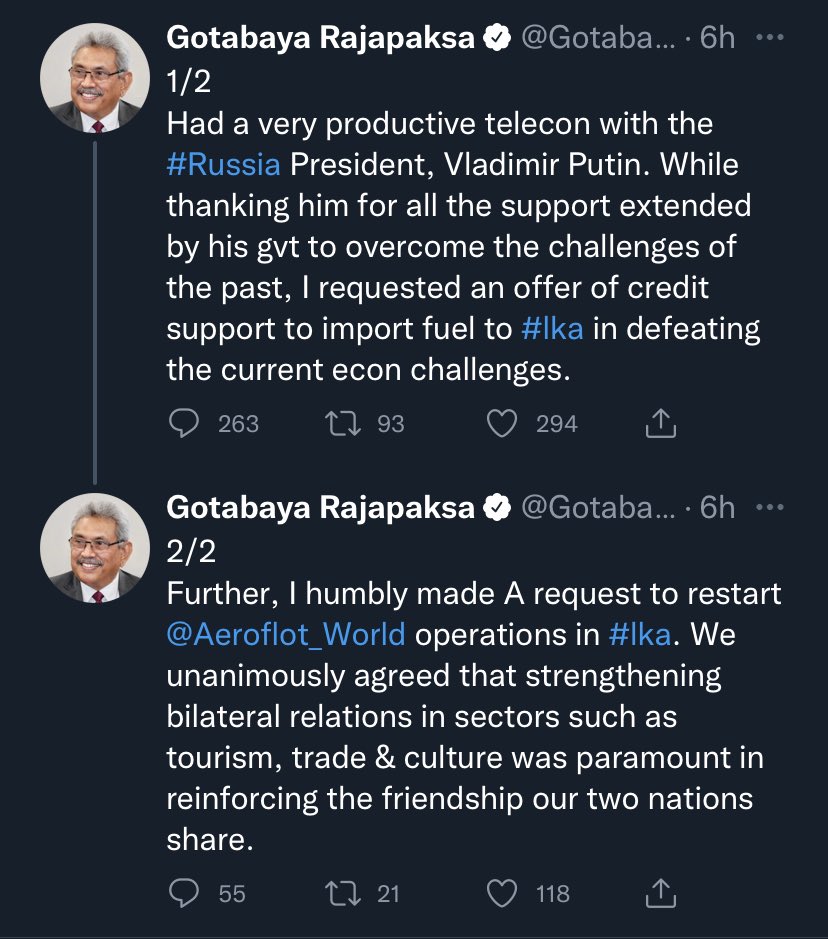 Gotabaya Rajapaksa @Gotaba... · 6h
1/2
Had a very productive telecon with the
#Russia President, Vladimir Putin. While
thanking him for all the support extended
by his gvt to overcome the challenges of
the past, I requested an offer of credit
support to import fuel to #lka in defeating
the current econ challenges.
263 93 294
Gotabaya Rajapaksa @Gotaba... · 6h
2/2
Further, I humbly made A request to restart
@Aeroflot_World operations in #lka. We
unanimously agreed that strengthening
bilateral relations in sectors such as
tourism, trade & culture was paramount in
reinforcing the friendship our two nations
share.
55 21 118